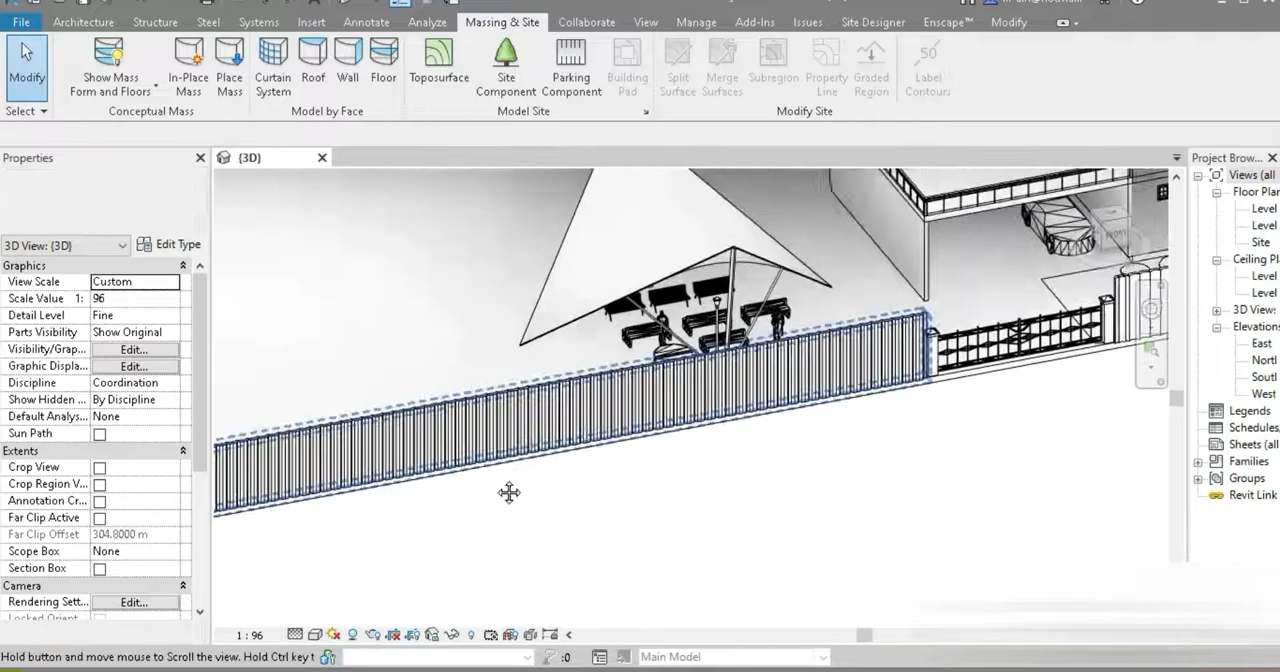 File Architecture Structure Steel Systems Insert Annotate Analyze Massing & Site Collaborate View Manage Add-Ins Issues Site Designer Enscape™ Modify
Modify
Show Mass
Form and Floors
In-Place
Mass
Place
Mass
Curtain
System
Roof
Wall
Floor
Toposurface
Site
Component
Parking
Component
Building
Pad
Split
Surface
Merge
Surfaces
Subregion
Property
Line
Graded
Region
50
Label
Contours
Select
Conceptual Mass
Model by Face
Model Site
Modify Site
Properties
3D View: {3D}
Edit Type
Graphics
View Scale Custom
Scale Value 1: 96
Detail Level Fine
Parts Visibility Show Original
Visibility/Grap... Edit...
Graphic Displa... Edit...
Discipline Coordination
Show Hidden ... By Discipline
Default Analys... None
Sun Path
Extents
Crop View
Crop Region V...
Annotation Cr...
Far Clip Active
Far Clip Offset 304.8000 m
Scope Box None
Section Box
Camera
Rendering Sett... Edit...
{3D}
Project Brow...
Views (all
Floor Plan
Level
Level
Site
Ceiling Pl
Level
Level
3D Views
Elevations
East
North
South
West
Legends
Schedules,
Sheets (all
Families
Groups
Revit Link
1 : 96
Hold button and move mouse to Scroll the view. Hold Ctrl key t
:0
Main Model